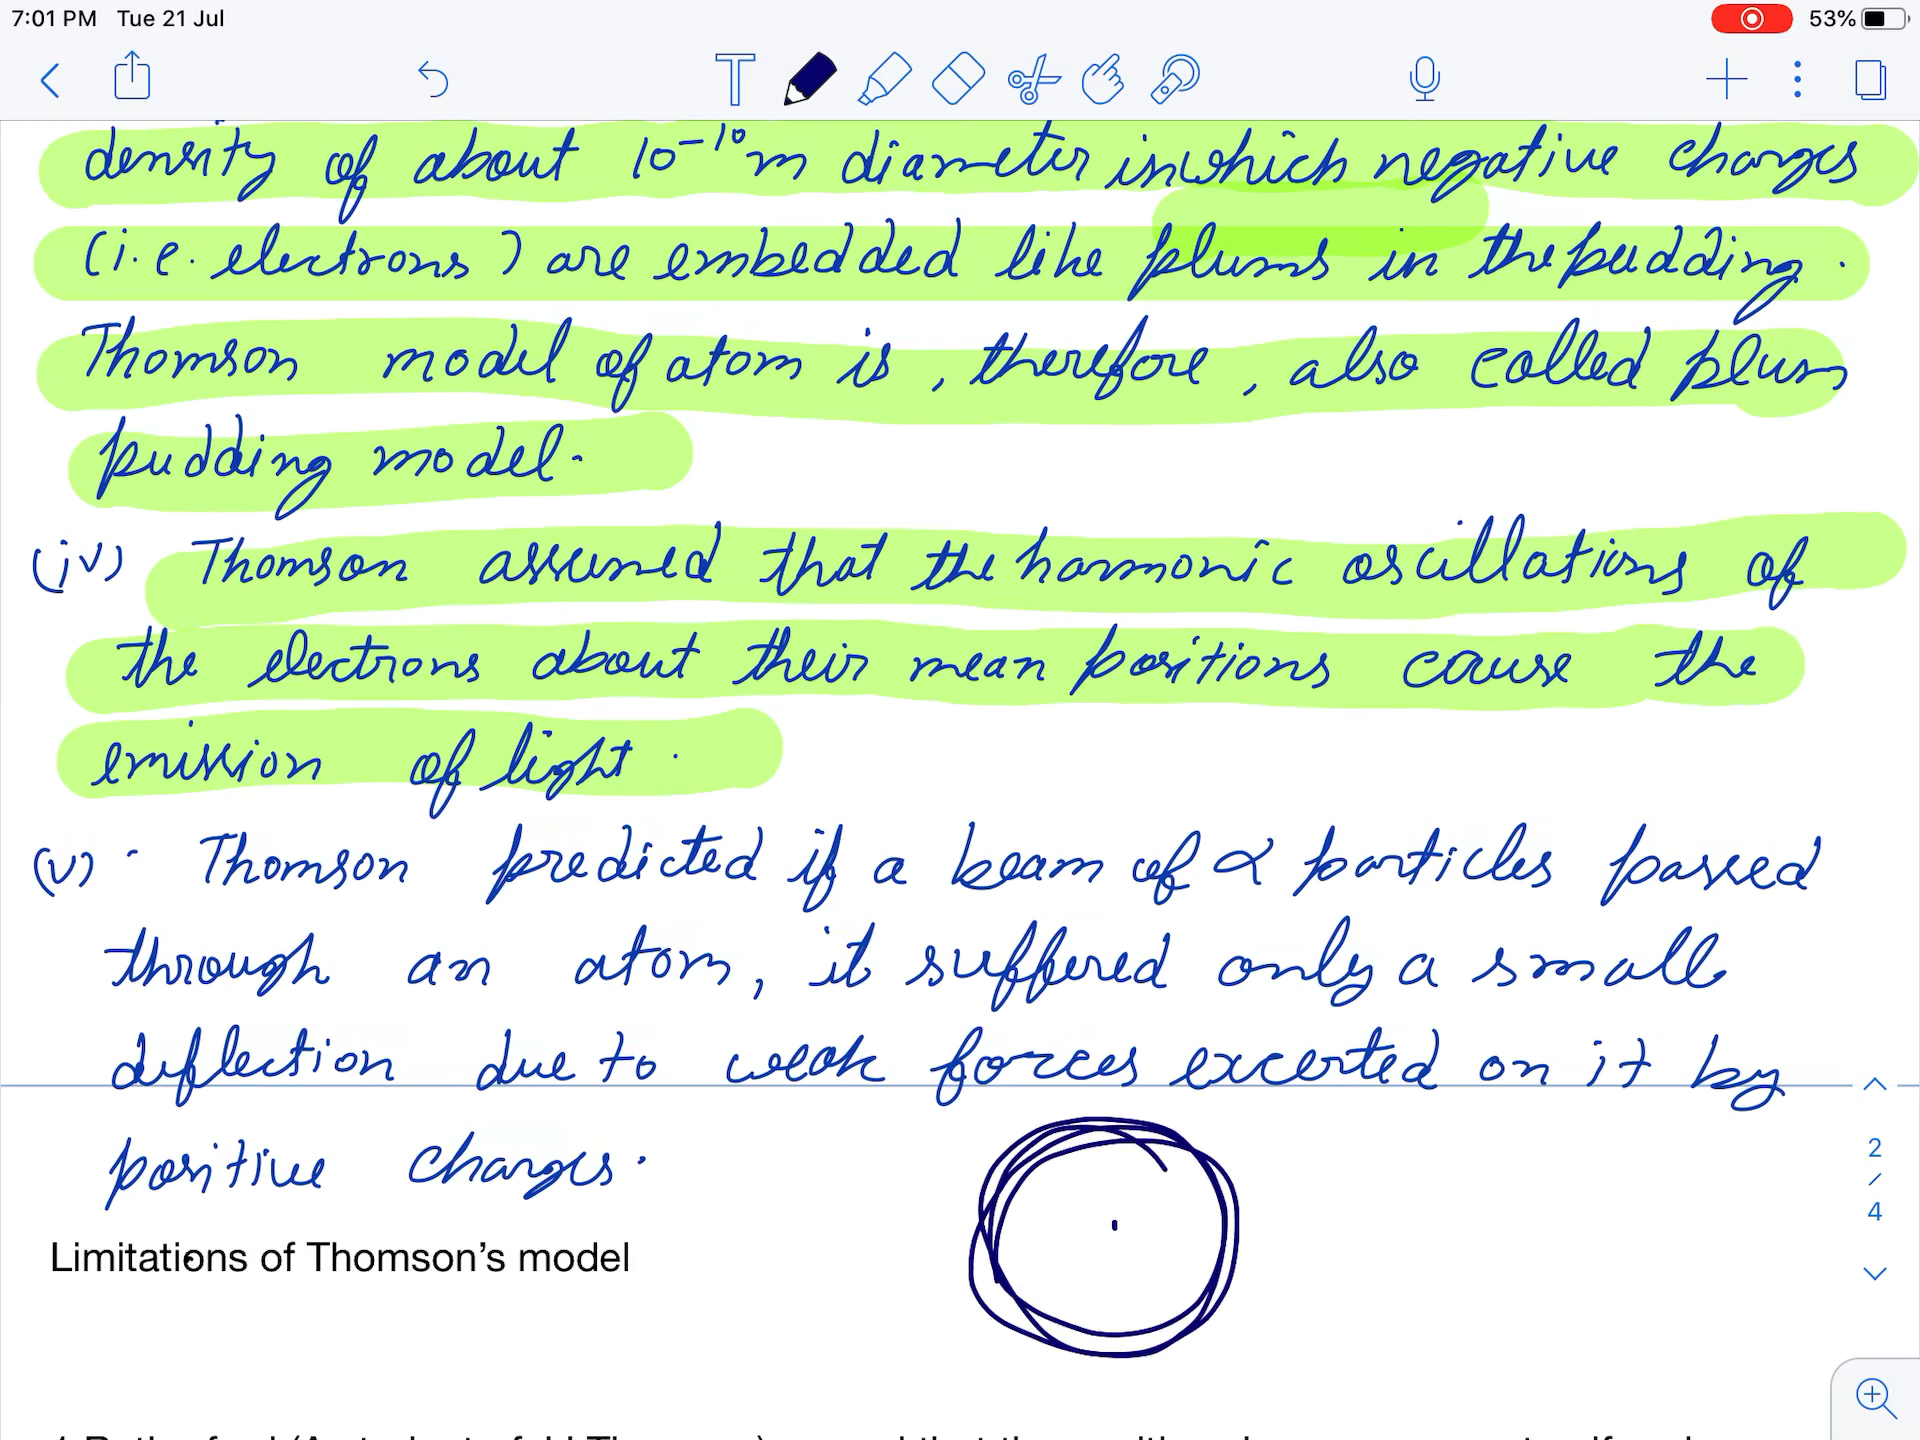 7:01 PM Tue 21 Jul
53%
density of about 10⁻¹⁰m diameter in which negative charges
(i.e. electrons) are embedded like plums in the pudding.
Thomson model of atom is, therefore, also called plum
pudding model.
(iv) Thomson assumed that the harmonic oscillations of
the electrons about their mean positions cause the
emission of light.
(v). Thomson predicted if a beam of α particles passed
through an atom, it suffered only a small
deflection due to weak forces excerted on it by
positive charges.
2
/
4
Limitations of Thomson's model